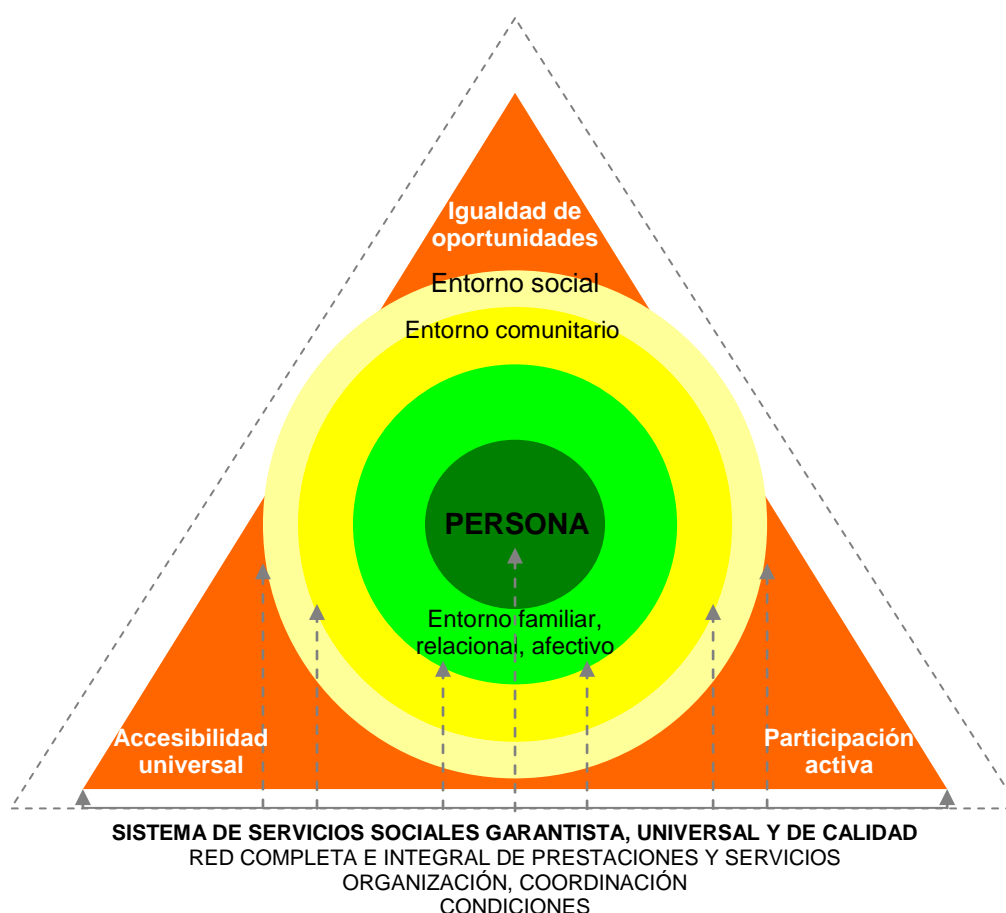 Igualdad de
oportunidades
Entorno social
Entorno comunitario
PERSONA
Entorno familiar,
relacional, afectivo
Accesibilidad
universal
Participación
activa
SISTEMA DE SERVICIOS SOCIALES GARANTISTA, UNIVERSAL Y DE CALIDAD
RED COMPLETA E INTEGRAL DE PRESTACIONES Y SERVICIOS
ORGANIZACIÓN, COORDINACIÓN
CONDICIONES